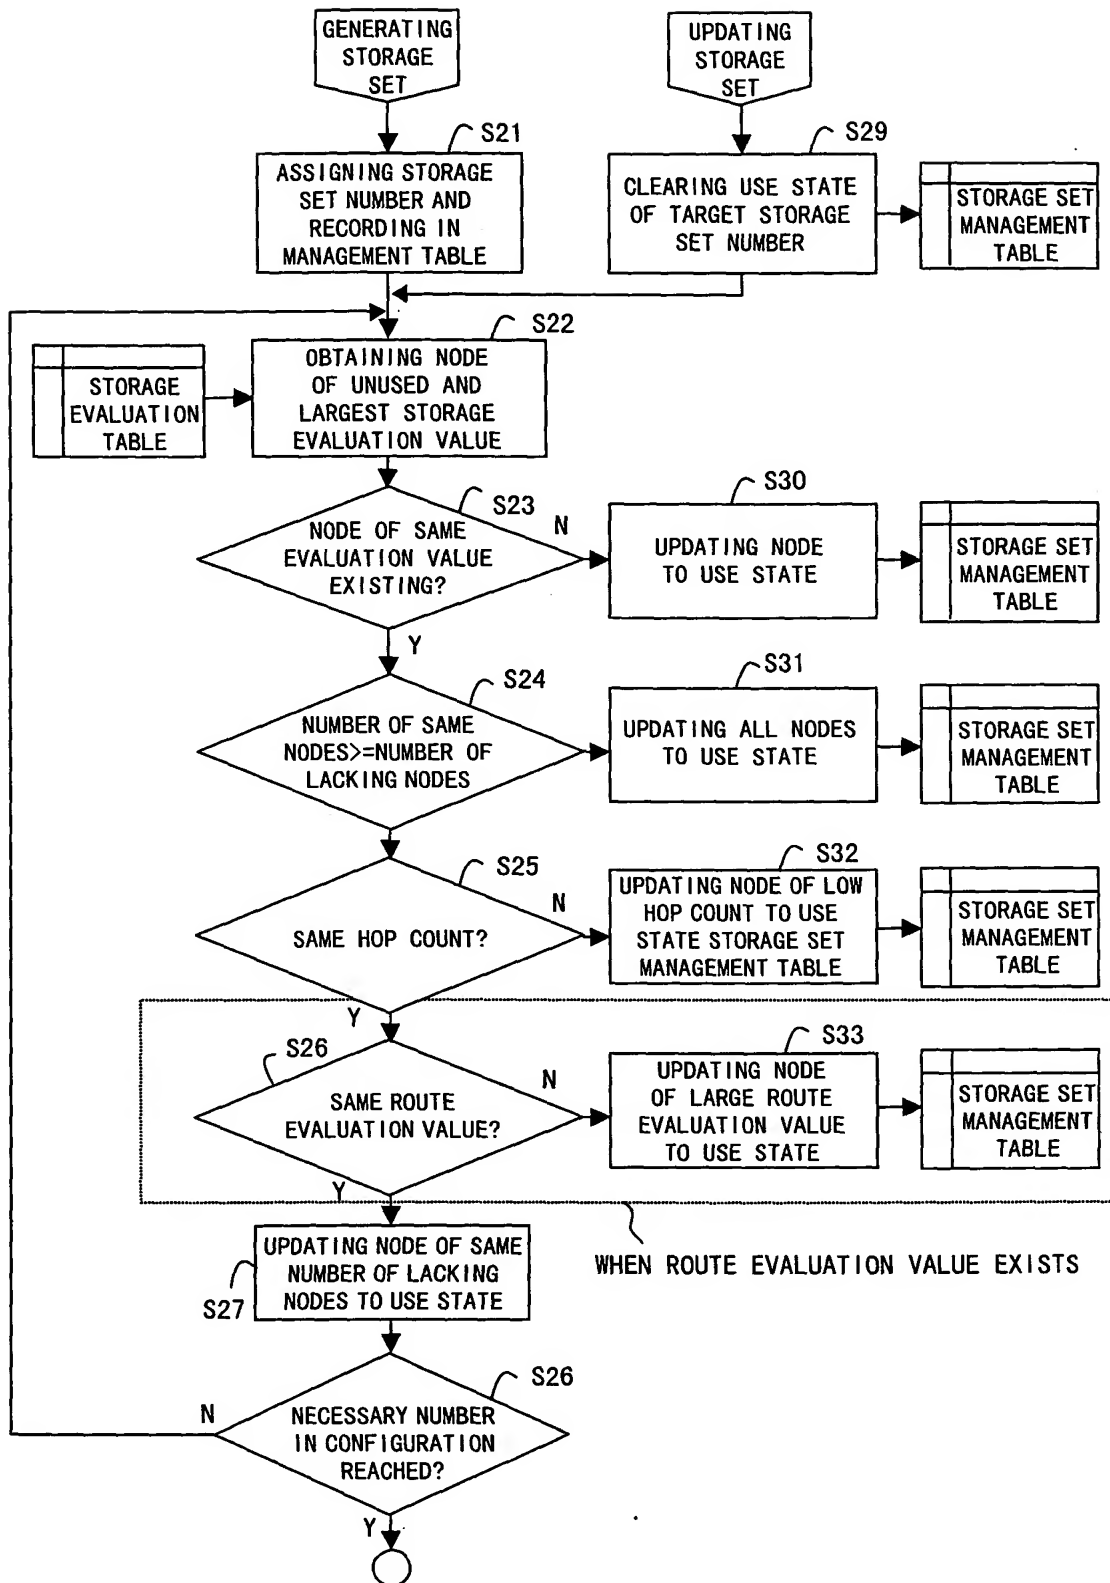 GENERATING
STORAGE
SET
UPDATING
STORAGE
SET
S21
ASSIGNING STORAGE
SET NUMBER AND
RECORDING IN
MANAGEMENT TABLE
S29
CLEARING USE STATE
OF TARGET STORAGE
SET NUMBER
STORAGE SET
MANAGEMENT
TABLE
S22
STORAGE
EVALUATION
TABLE
OBTAINING NODE
OF UNUSED AND
LARGEST STORAGE
EVALUATION VALUE
S23
NODE OF SAME
EVALUATION VALUE
EXISTING?
N
Y
S30
UPDATING NODE
TO USE STATE
STORAGE SET
MANAGEMENT
TABLE
S24
NUMBER OF SAME
NODES>=NUMBER OF
LACKING NODES
S31
UPDATING ALL NODES
TO USE STATE
STORAGE SET
MANAGEMENT
TABLE
S25
SAME HOP COUNT?
N
Y
S32
UPDATING NODE OF LOW
HOP COUNT TO USE
STATE STORAGE SET
MANAGEMENT TABLE
STORAGE SET
MANAGEMENT
TABLE
S26
SAME ROUTE
EVALUATION VALUE?
N
Y
S33
UPDATING NODE
OF LARGE ROUTE
EVALUATION VALUE
TO USE STATE
STORAGE SET
MANAGEMENT
TABLE
WHEN ROUTE EVALUATION VALUE EXISTS
UPDATING NODE OF SAME
NUMBER OF LACKING
NODES TO USE STATE
S27
S26
NECESSARY NUMBER
IN CONFIGURATION
REACHED?
N
Y